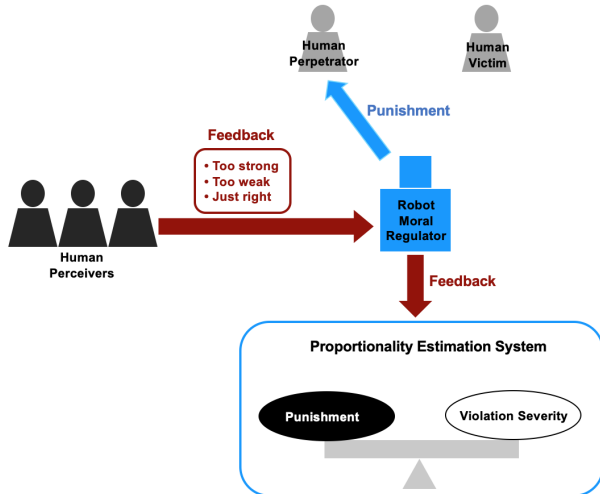 Human
Perpetrator
Human
Victim
Punishment
Feedback
• Too strong
• Too weak
• Just right
Human
Perceivers
Robot
Moral
Regulator
Feedback
Proportionality Estimation System
Punishment
Violation Severity